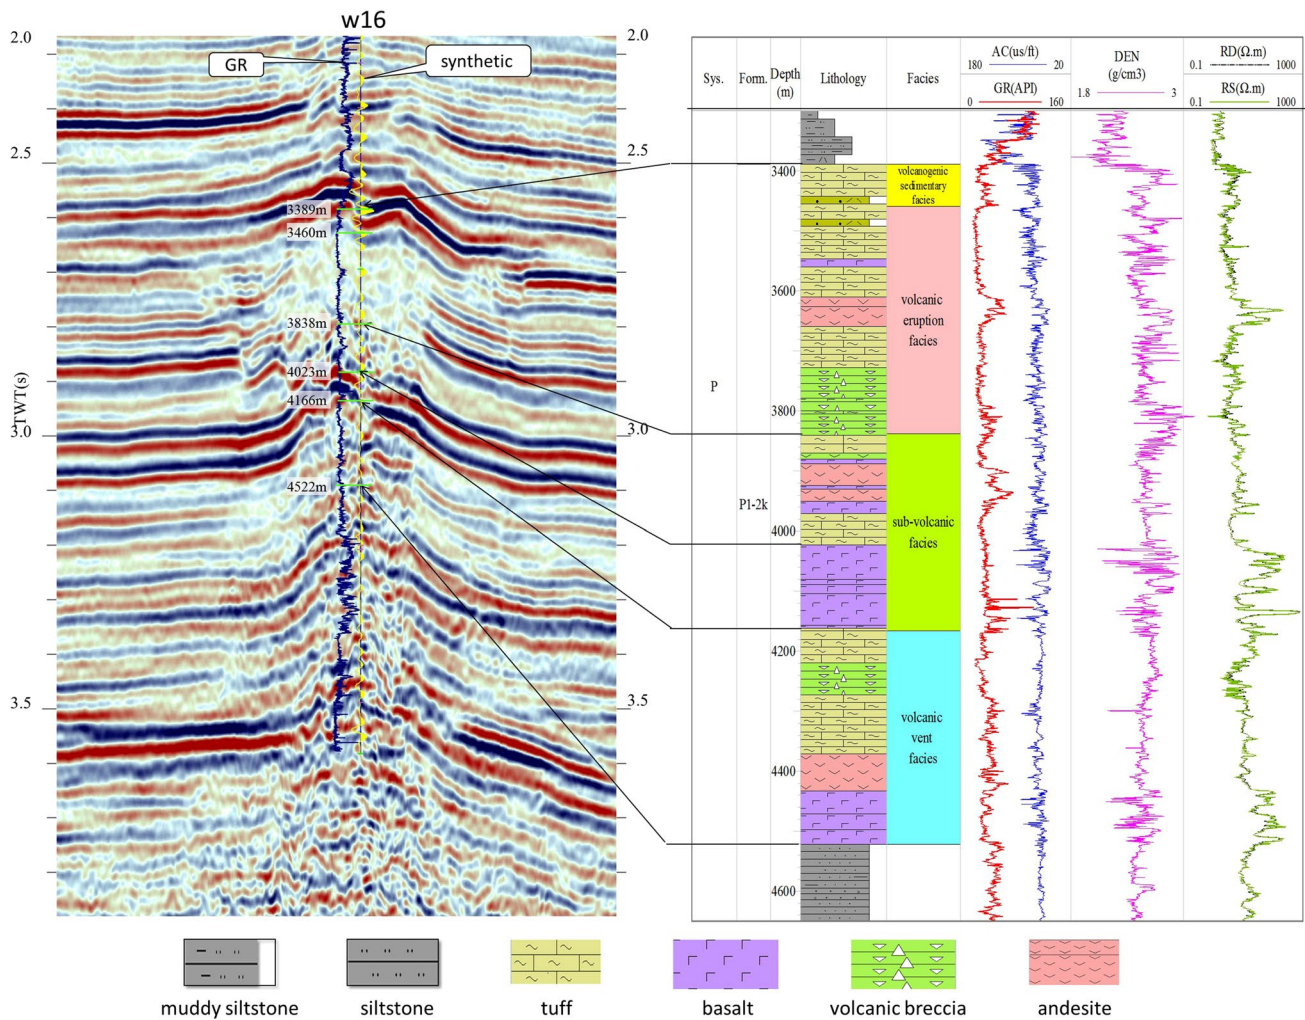 w16
2.0
GR
synthetic
2.5
3389m
3460m
3838m
4023m
4166m
4522m
TWT(s)
3.0
3.5
2.0
2.5
3.0
3.5
Sys.
Form.
Depth
(m)
Lithology
Facies
AC(us/ft)
180
20
GR(API)
0
160
DEN
(g/cm3)
1.8
3
RD(Ω.m)
0.1
1000
RS(Ω.m)
0.1
1000
3400
3600
3800
4000
4200
4400
4600
P
P1-2k
volcanogenic
sedimentary
facies
volcanic
eruption
facies
sub-volcanic
facies
volcanic
vent
facies
muddy siltstone
siltstone
tuff
basalt
volcanic breccia
andesite